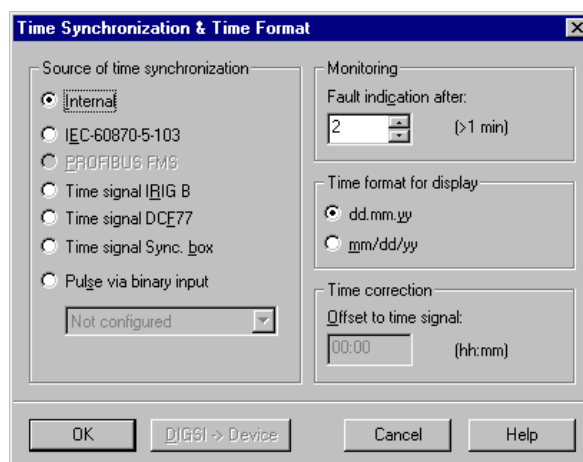 Time Synchronization & Time Format
Source of time synchronization
Internal
IEC-60870-5-103
PROFIBUS FMS
Time signal IRIG B
Time signal DCF77
Time signal Sync. box
Pulse via binary input
Not configured
Monitoring
Fault indication after:
2 (>1 min)
Time format for display
dd.mm.yy
mm/dd/yy
Time correction
Offset to time signal:
00:00 (hh:mm)
OK DIGSI -> Device Cancel Help